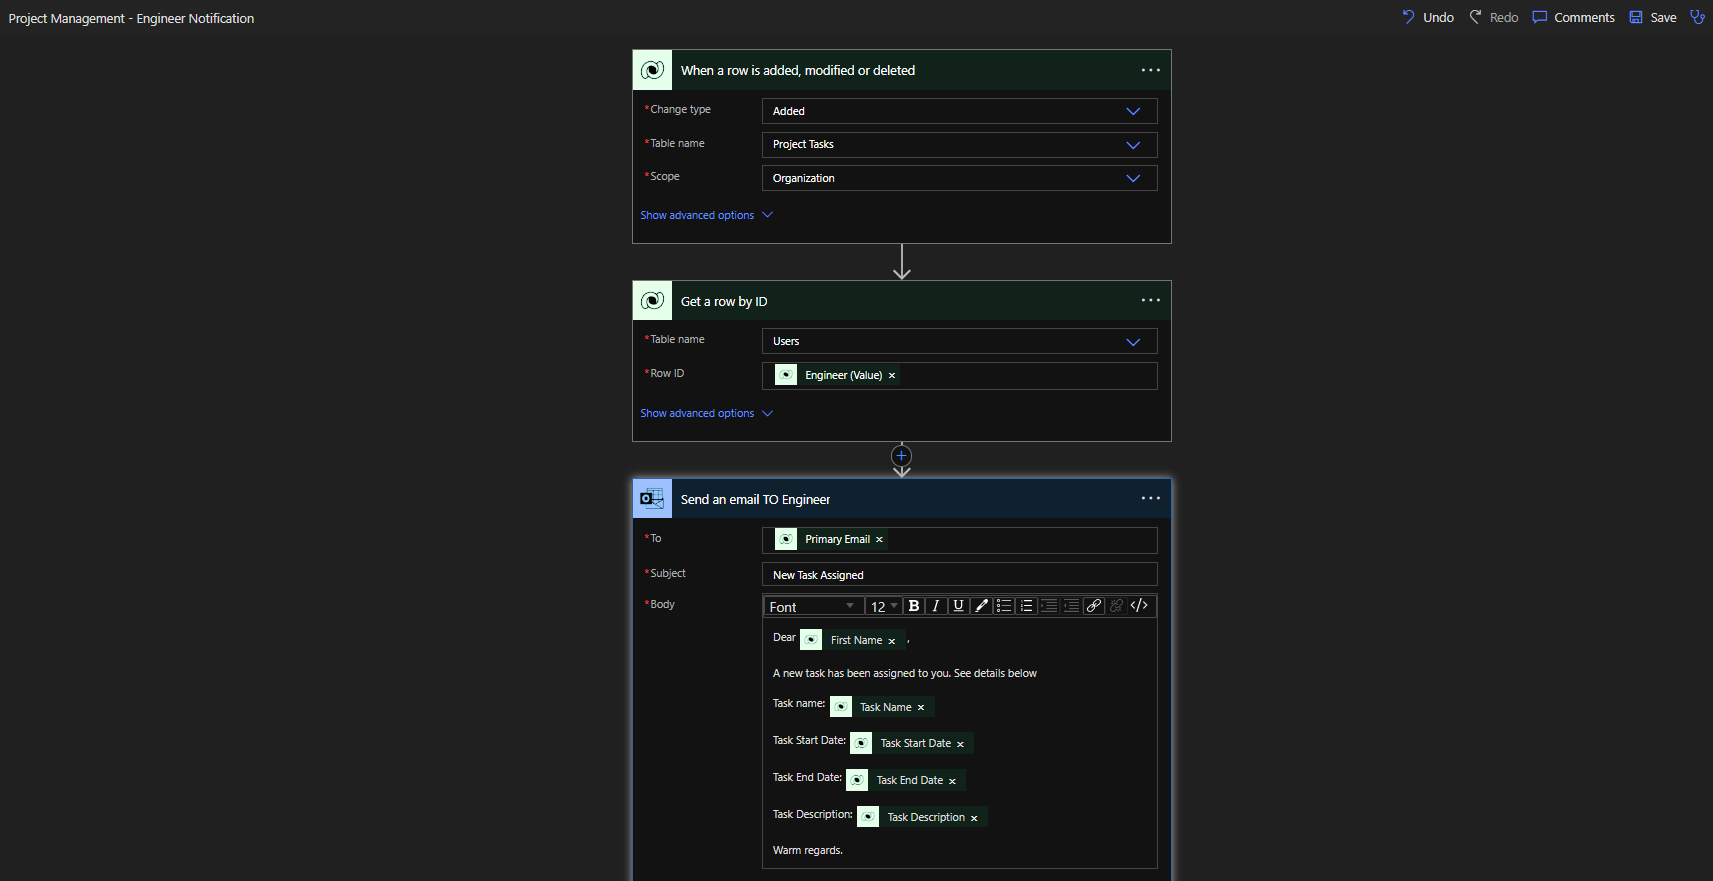 Project Management - Engineer Notification
Undo Redo Comments Save
When a row is added, modified or deleted
*Change type Added
*Table name Project Tasks
*Scope Organization
Show advanced options
Get a row by ID
*Table name Users
*Row ID Engineer (Value) ×
Show advanced options
Send an email TO Engineer
*To Primary Email ×
*Subject New Task Assigned
*Body
Font 12 B I U </>
Dear First Name × ,
A new task has been assigned to you. See details below
Task name: Task Name ×
Task Start Date: Task Start Date ×
Task End Date: Task End Date ×
Task Description: Task Description ×
Warm regards.